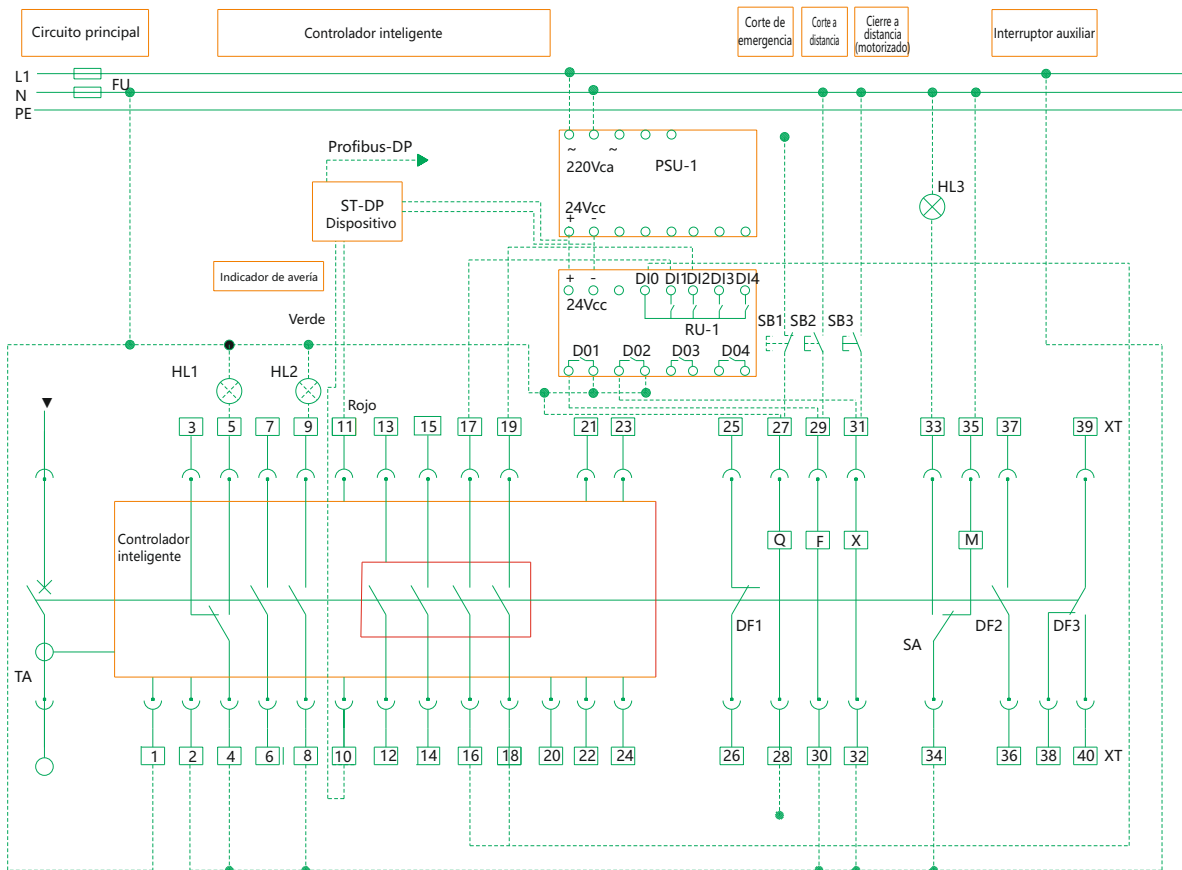 Circuito principal
Controlador inteligente
Corte de
emergencia
Corte a
distancia
Cierre a
distancia
(motorizado)
Interruptor auxiliar
L1
FU
N
PE
Profibus-DP
~ ~
220Vca
PSU-1
HL3
ST-DP
Dispositivo
24Vcc
+ -
Indicador de avería
+ - DI0 DI1 DI2 DI3 DI4
24Vcc
RU-1
SB1 SB2 SB3
Verde
D01 D02 D03 D04
HL1 HL2
Rojo
3 5 7 9 11 13 15 17 19 21 23 25 27 29 31 33 35 37 39 XT
Controlador
inteligente
Q F X M
DF1 SA DF2 DF3
TA
1 2 4 6 8 10 12 14 16 18 20 22 24 26 28 30 32 34 36 38 40 XT